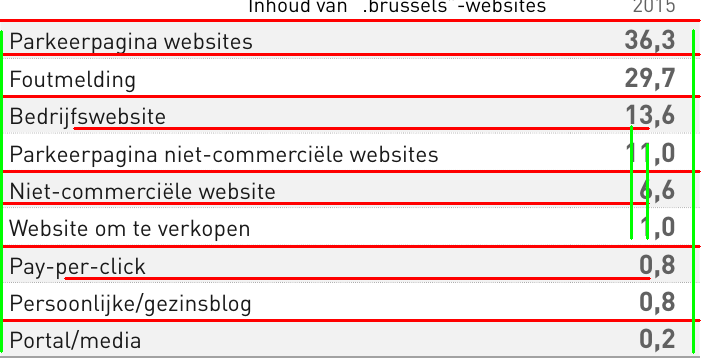 Inhoud van ".brussels"-websites 2015
Parkeerpagina websites 36,3
Foutmelding 29,7
Bedrijfswebsite 13,6
Parkeerpagina niet-commerciële websites 11,0
Niet-commerciële website 6,6
Website om te verkopen 1,0
Pay-per-click 0,8
Persoonlijke/gezinsblog 0,8
Portal/media 0,2